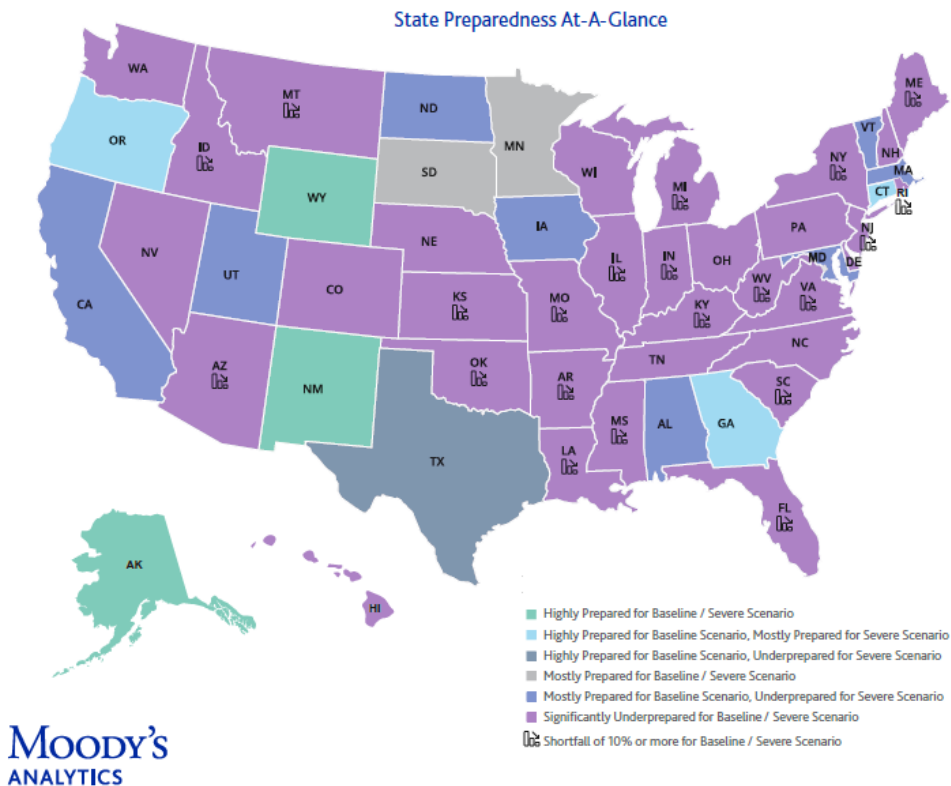 State Preparedness At-A-Glance
WA
MT
ND
MN
ME
OR
ID
SD
WI
VT
NH
NY
MA
CT
RI
WY
MI
IA
PA
NJ
NE
NV
UT
IL
IN
OH
MD
DE
WV
VA
CA
CO
KS
MO
KY
NC
TN
AZ
NM
OK
AR
SC
MS
AL
GA
LA
TX
FL
AK
HI
Highly Prepared for Baseline / Severe Scenario
Highly Prepared for Baseline Scenario, Mostly Prepared for Severe Scenario
Highly Prepared for Baseline Scenario, Underprepared for Severe Scenario
Mostly Prepared for Baseline / Severe Scenario
Mostly Prepared for Baseline Scenario, Underprepared for Severe Scenario
Significantly Underprepared for Baseline / Severe Scenario
Shortfall of 10% or more for Baseline / Severe Scenario
MOODY'S
ANALYTICS